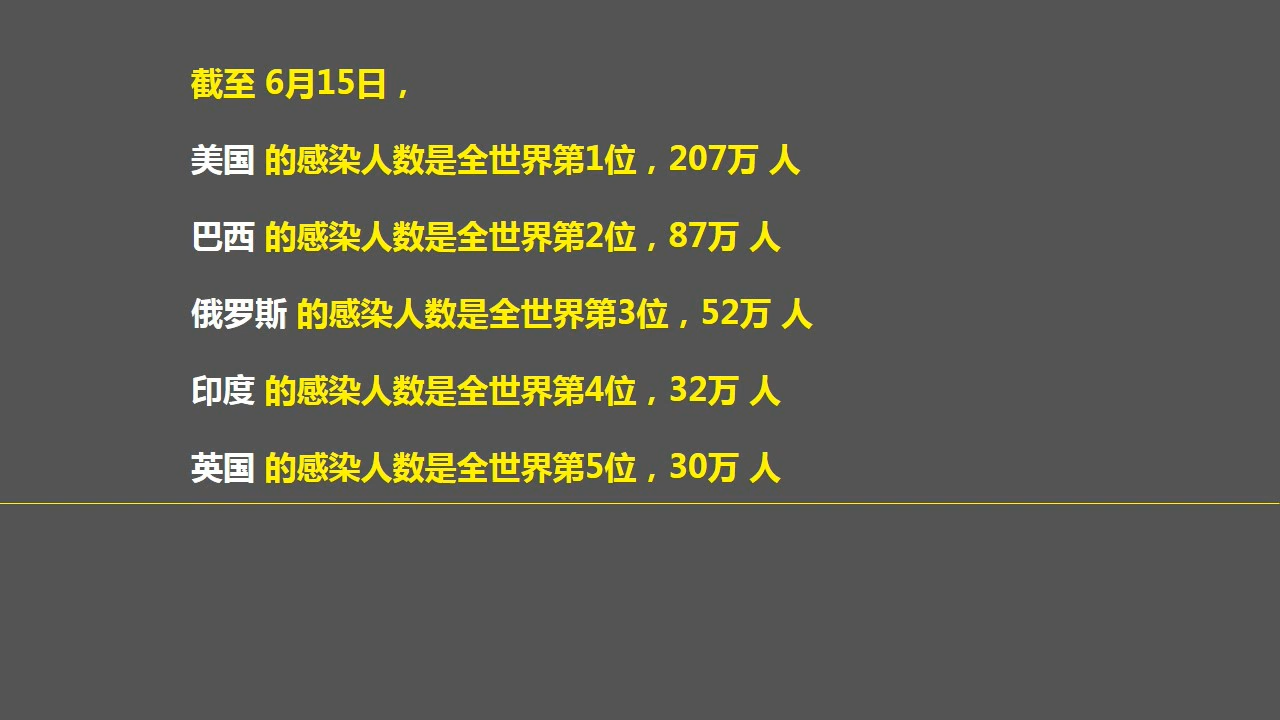 截至 6月15日，
美国 的感染人数是全世界第1位，207万 人
巴西 的感染人数是全世界第2位，87万 人
俄罗斯 的感染人数是全世界第3位，52万 人
印度 的感染人数是全世界第4位，32万 人
英国 的感染人数是全世界第5位，30万 人